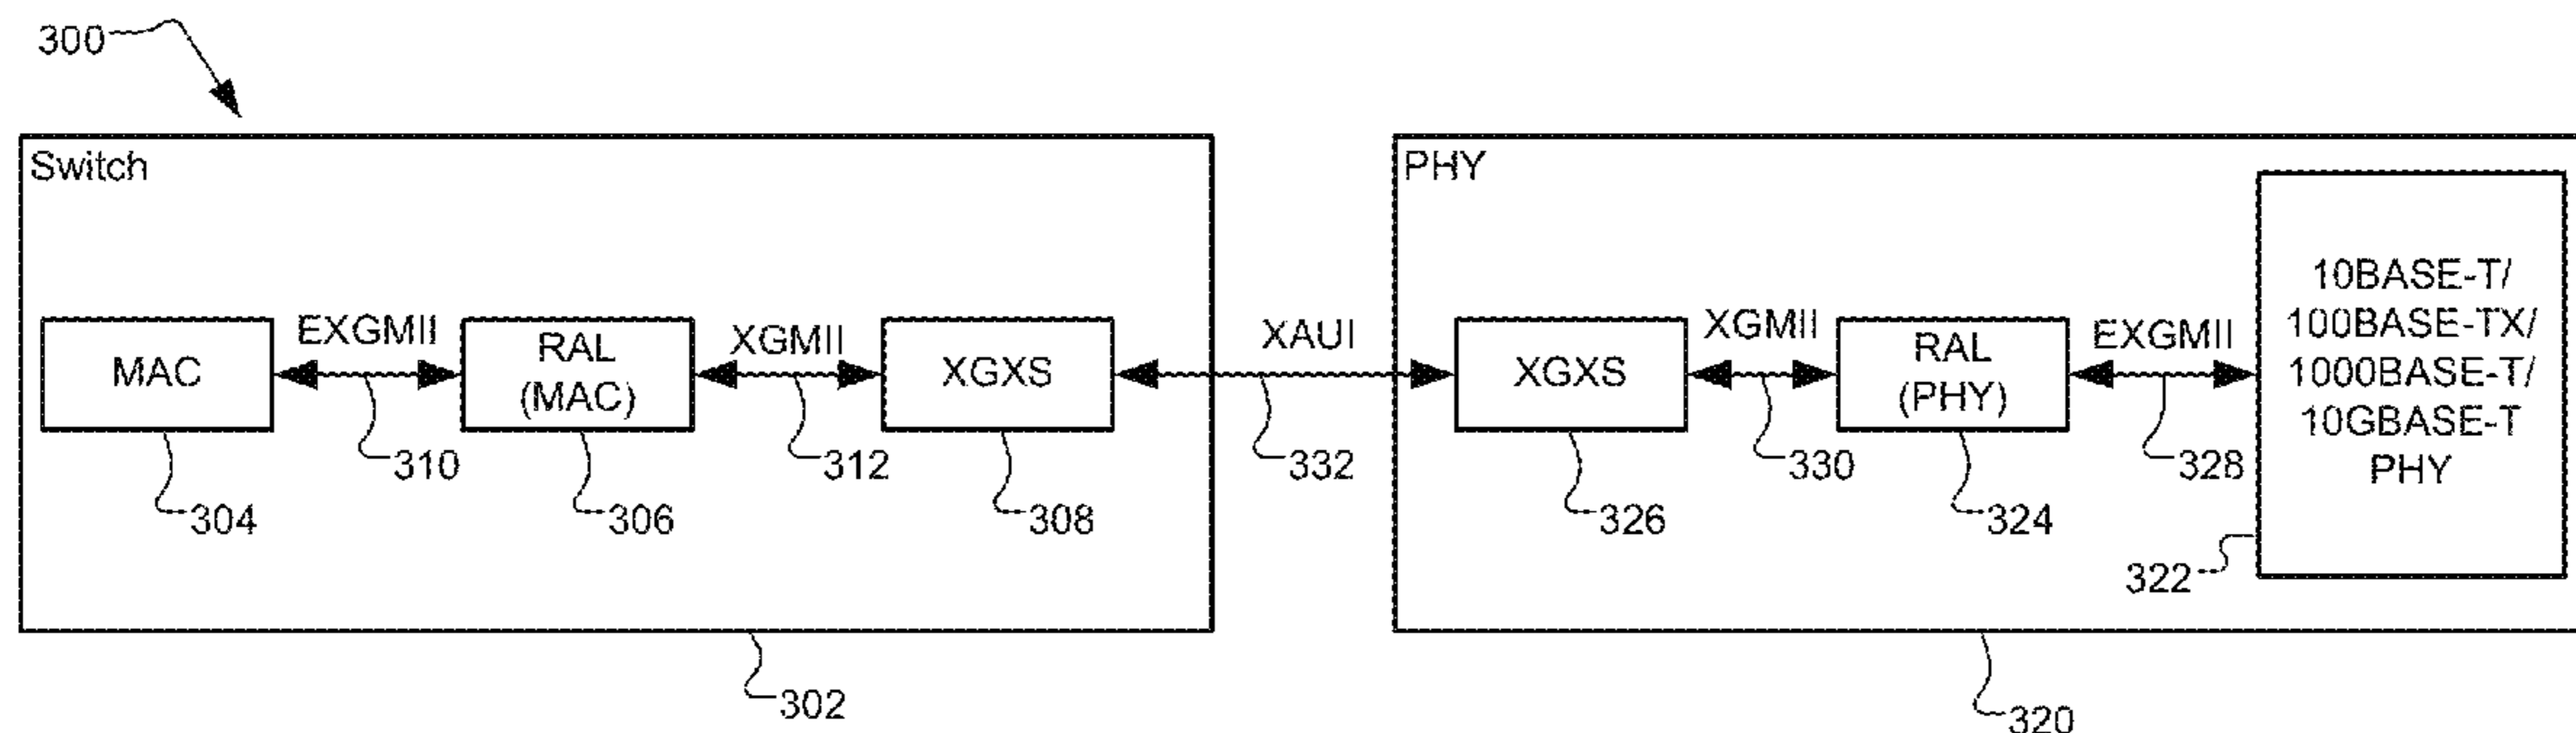 300
Switch
PHY
MAC
EXGMII
RAL
(MAC)
XGMII
XGXS
XAUI
XGXS
XGMII
RAL
(PHY)
EXGMII
10BASE-T/
100BASE-TX/
1000BASE-T/
10GBASE-T
PHY
310
312
332
330
328
304
306
308
326
324
322
302
320